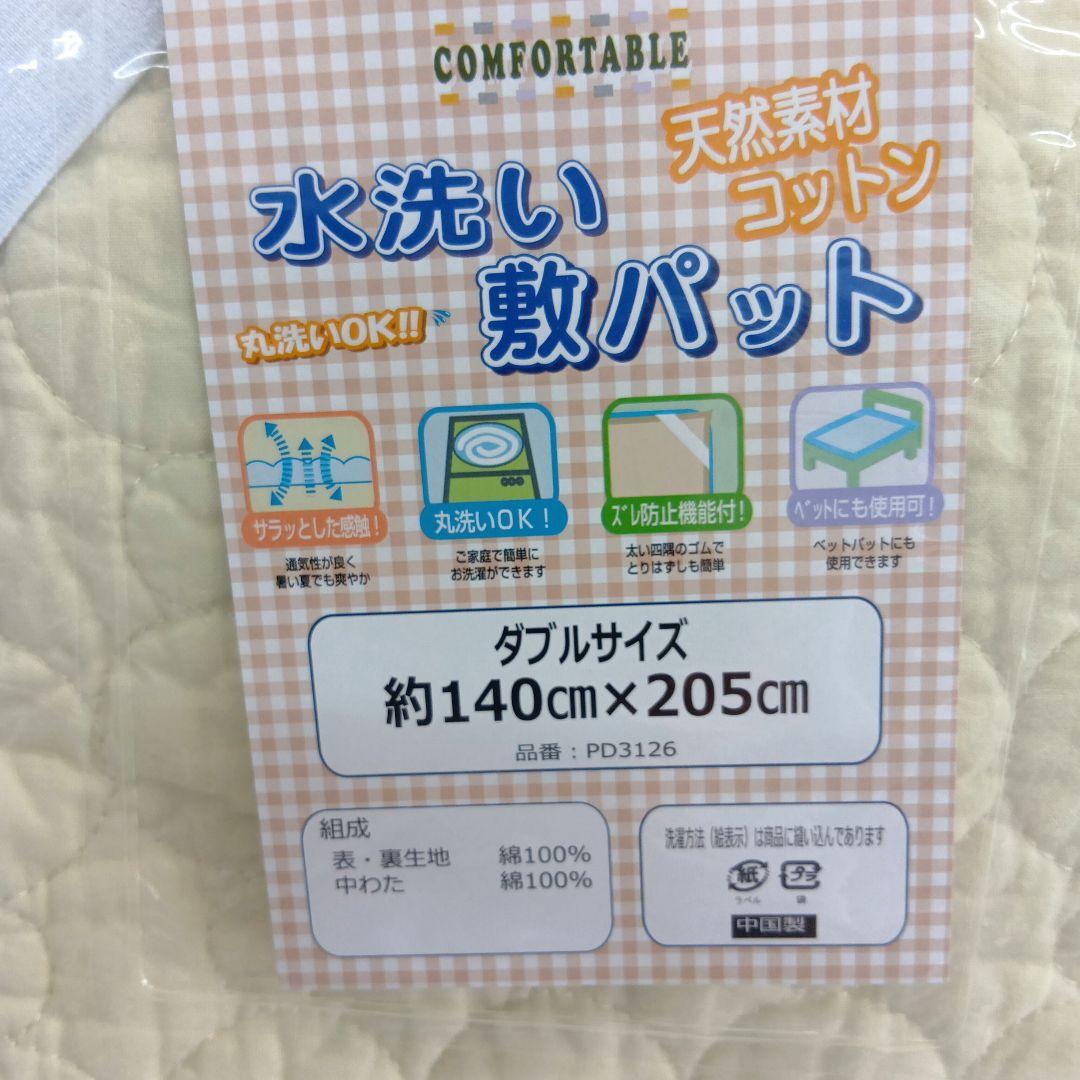 COMFORTABLE
天然素材
コットン
水洗い
敷パット
丸洗いOK!!
サラッとした感触!
通気性が良く
暑い夏でも爽やか
丸洗いOK!
ご家庭で簡単に
お洗濯ができます
ズレ防止機能付!
太い四隅のゴムで
とりはずしも簡単
ベットにも使用可!
ベットパットにも
使用できます
ダブルサイズ
約140㎝×205㎝
品番:PD3126
組成
表・裏生地 綿100%
中わた 綿100%
洗濯方法(絵表示)は商品に縫い込んであります
紙 プラ
ラベル 袋
中国製